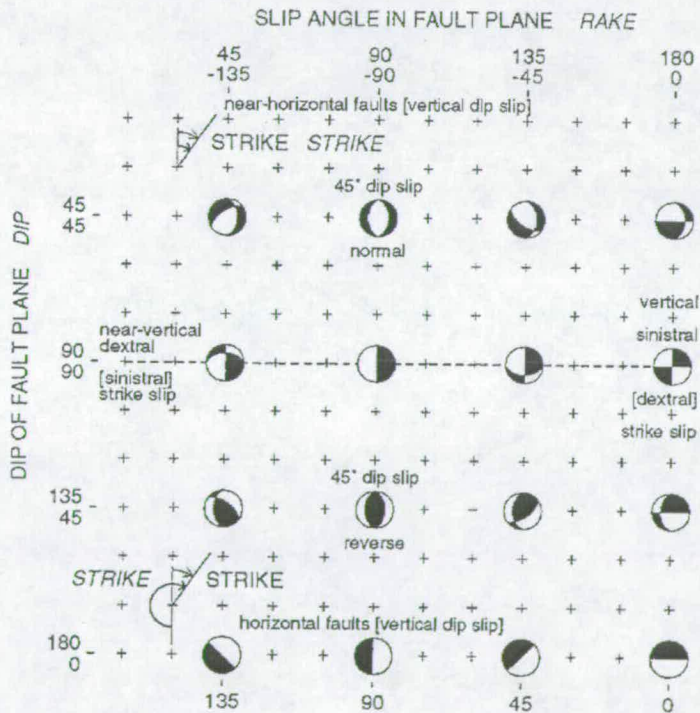 SLIP ANGLE IN FAULT PLANE RAKE
45 90 135 180
-135 -90 -45 0
near-horizontal faults [vertical dip slip]
STRIKE STRIKE
DIP OF FAULT PLANE DIP
45° dip slip
45
45
normal
near-vertical
dextral
vertical
sinistral
90
90
[sinistral]
strike slip
[dextral]
strike slip
45° dip slip
135
45
reverse
STRIKE STRIKE
horizontal faults [vertical dip slip]
180
0
135 90 45 0